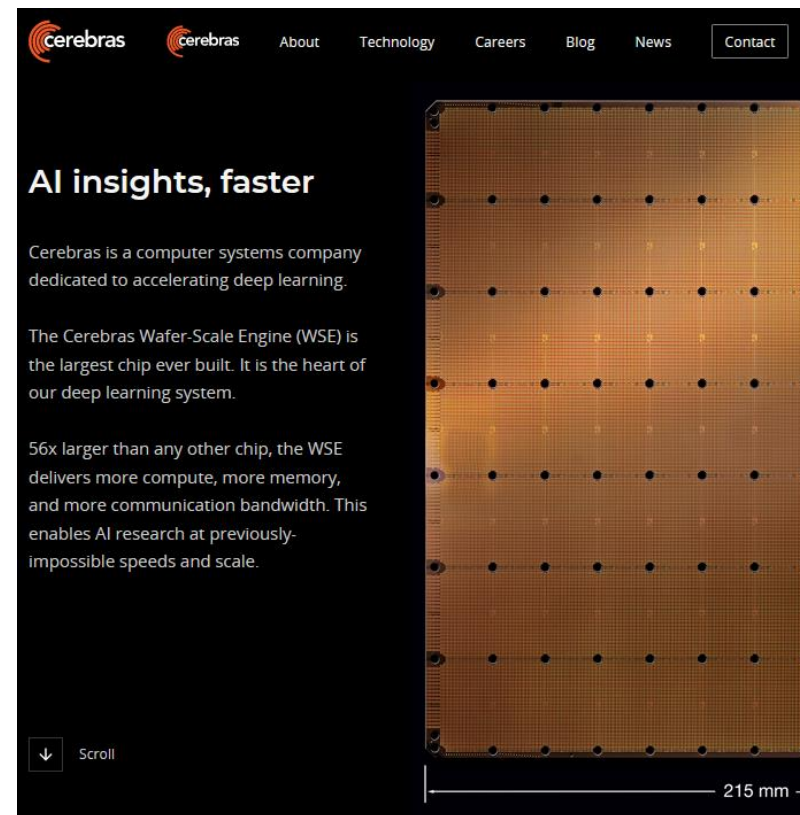 cerebras
cerebras
About
Technology
Careers
Blog
News
Contact
AI insights, faster
Cerebras is a computer systems company
dedicated to accelerating deep learning.
The Cerebras Wafer-Scale Engine (WSE) is
the largest chip ever built. It is the heart of
our deep learning system.
56x larger than any other chip, the WSE
delivers more compute, more memory,
and more communication bandwidth. This
enables AI research at previously-
impossible speeds and scale.
Scroll
215 mm